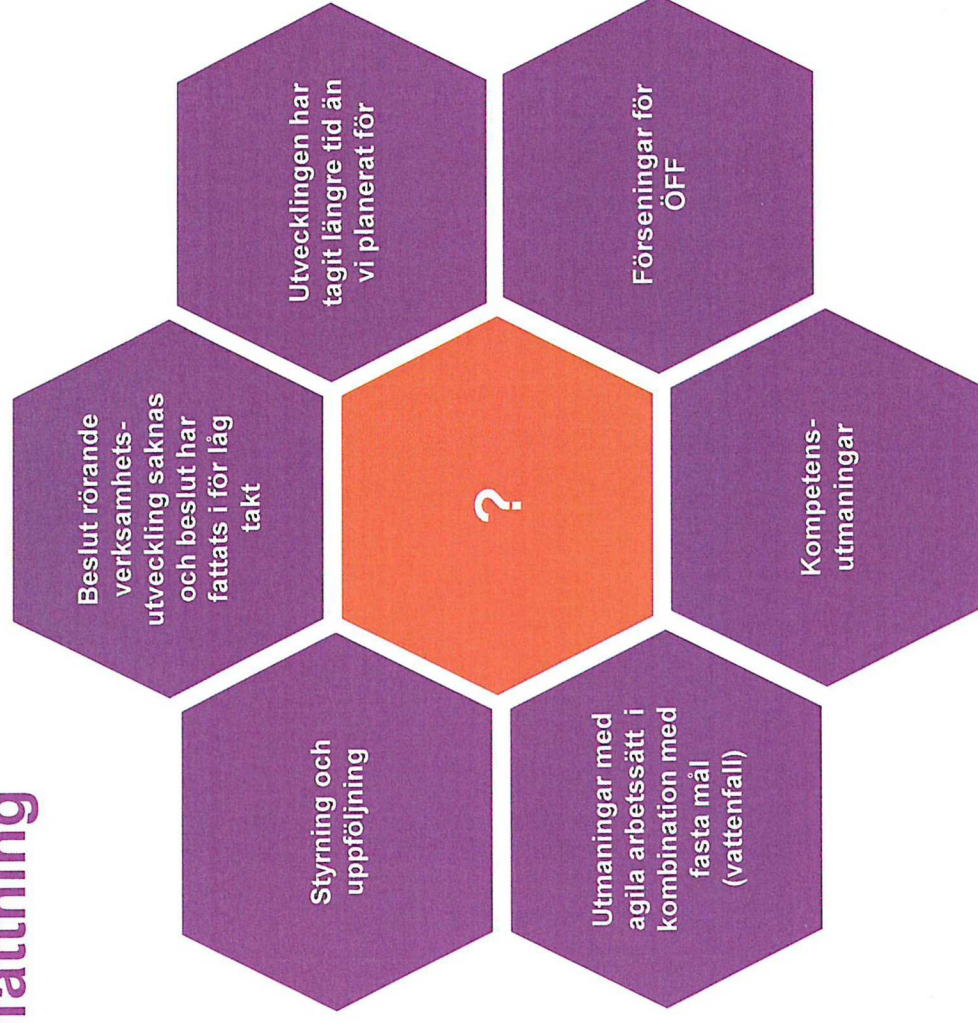 fattning
Beslut rörande
verksamhets-
utveckling saknas
och beslut har
fattats i för låg
takt
Styrning och
uppföljning
Utvecklingen har
tagit längre tid än
vi planerat för
?
Utmaningar med
agila arbetssätt i
kombination med
fasta mål
(vattenfall)
Förseningar för
ÖFF
Kompetens-
utmaningar